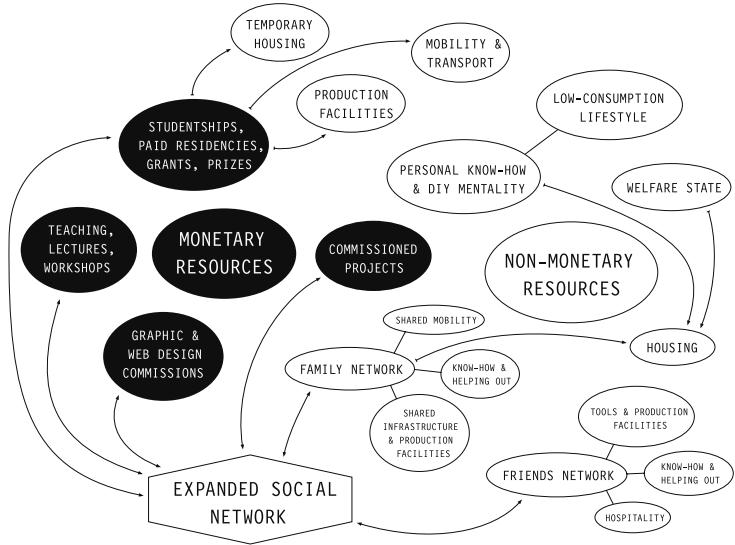 TEMPORARY
HOUSING
MOBILITY &
TRANSPORT
PRODUCTION
FACILITIES
STUDENTSHIPS,
PAID RESIDENCIES,
GRANTS, PRIZES
LOW-CONSUMPTION
LIFESTYLE
PERSONAL KNOW-HOW
& DIY MENTALITY
WELFARE STATE
TEACHING,
LECTURES,
WORKSHOPS
MONETARY
RESOURCES
COMMISSIONED
PROJECTS
NON-MONETARY
RESOURCES
GRAPHIC &
WEB DESIGN
COMMISSIONS
SHARED MOBILITY
HOUSING
FAMILY NETWORK
KNOW-HOW &
HELPING OUT
SHARED
INFRASTRUCTURE
& PRODUCTION
FACILITIES
TOOLS & PRODUCTION
FACILITIES
FRIENDS NETWORK
KNOW-HOW &
HELPING OUT
HOSPITALITY
EXPANDED SOCIAL
NETWORK